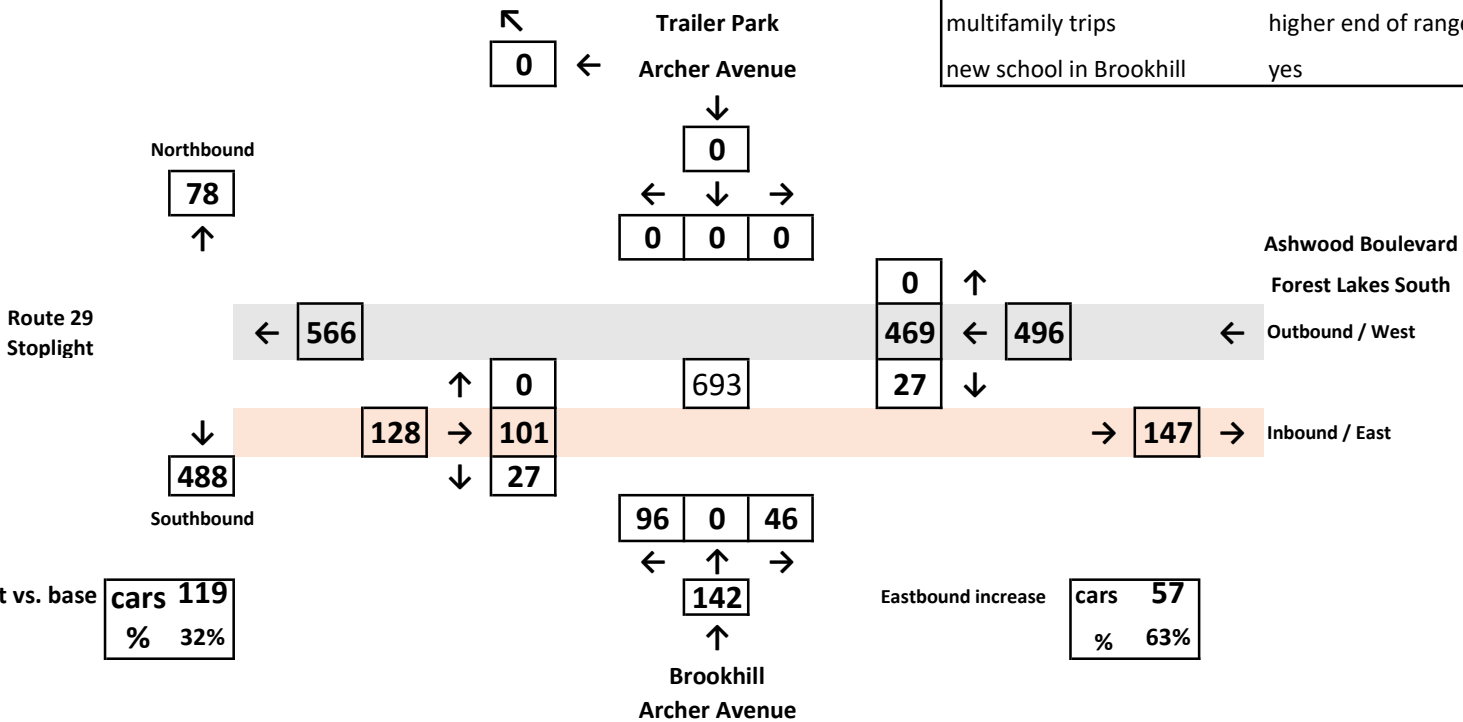 ↖ Trailer Park multifamily trips higher end of range
0 ← Archer Avenue new school in Brookhill yes
↓
Northbound 0
78 ← ↓ →
↑ 0 0 0 Ashwood Boulevard
0 ↑ Forest Lakes South
Route 29 ← 566 469 ← 496 ← Outbound / West
Stoplight
↑ 0 693 27 ↓
↓ 128 → 101 → 147 → Inbound / East
488 ↓ 27
Southbound 96 0 46
← ↑ →
t vs. base cars 119 142 Eastbound increase cars 57
% 32% ↑ % 63%
Brookhill
Archer Avenue